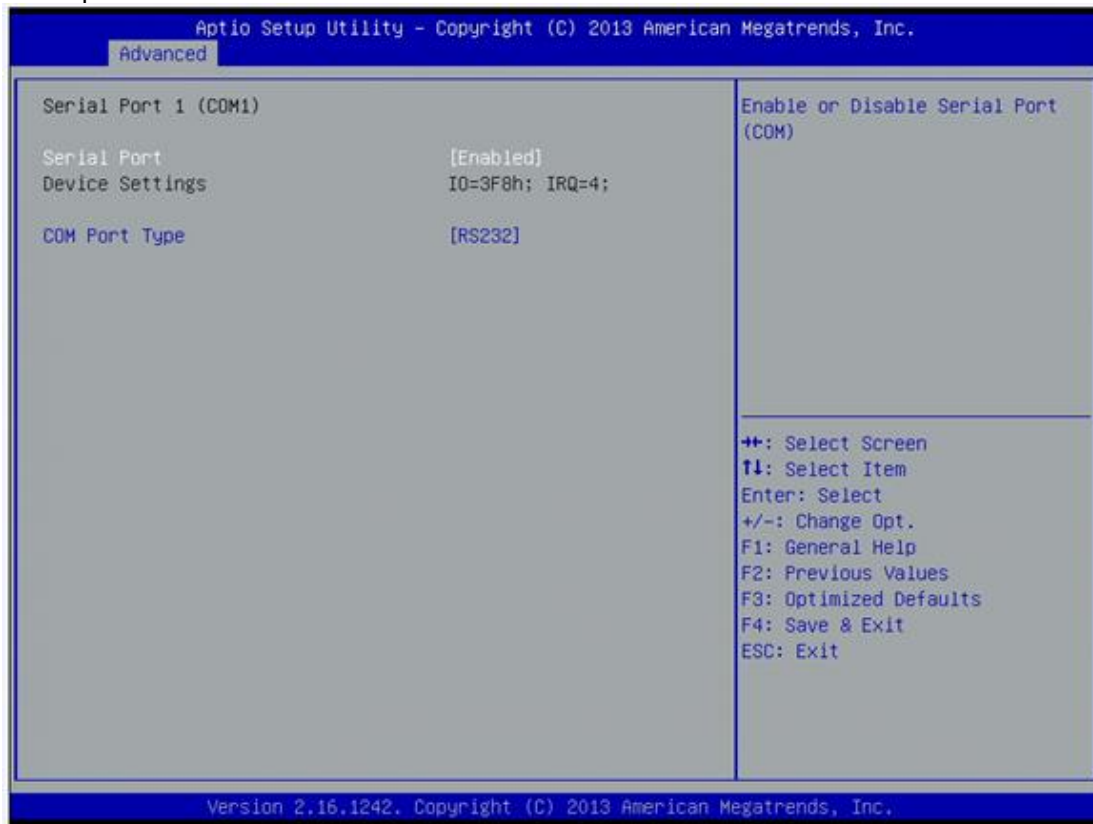 Aptio Setup Utility – Copyright (C) 2013 American Megatrends, Inc.
Advanced
Serial Port 1 (COM1)
Serial Port [Enabled]
Device Settings IO=3F8h; IRQ=4;
COM Port Type [RS232]
Enable or Disable Serial Port
(COM)
→←: Select Screen
↑↓: Select Item
Enter: Select
+/-: Change Opt.
F1: General Help
F2: Previous Values
F3: Optimized Defaults
F4: Save & Exit
ESC: Exit
Version 2.16.1242. Copyright (C) 2013 American Megatrends, Inc.